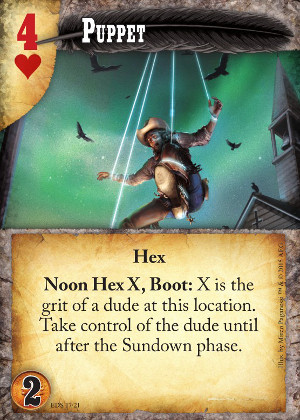 4
PUPPET
Hex
Noon Hex X, Boot: X is the
grit of a dude at this location.
Take control of the dude until
after the Sundown phase.
2